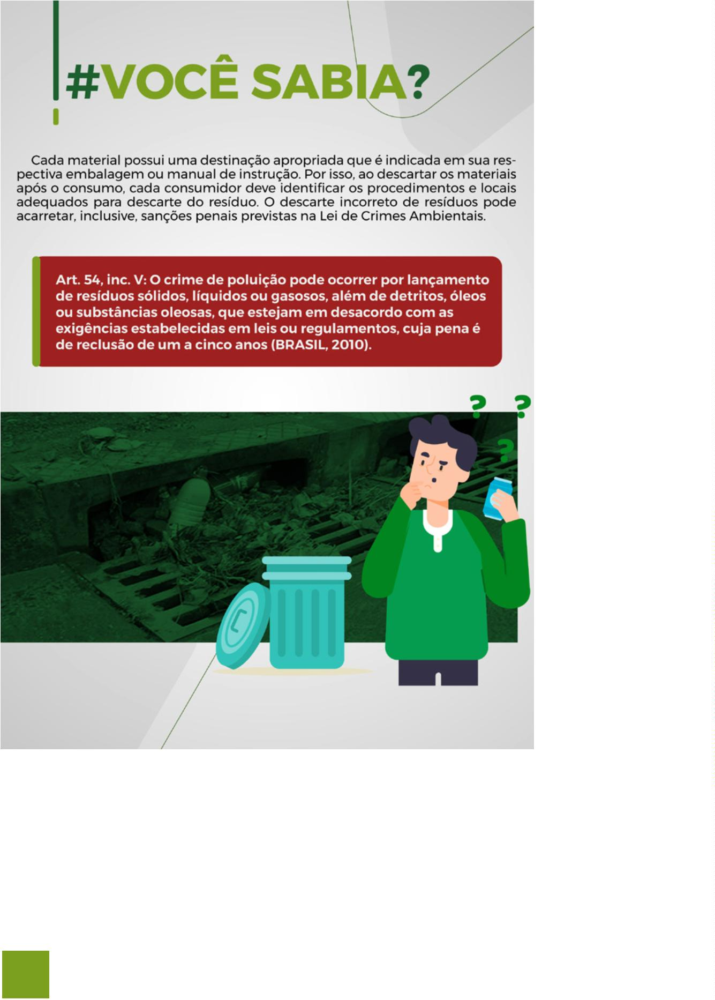 #VOCÊ SABIA?
Cada material possui uma destinação apropriada que é indicada em sua res-
pectiva embalagem ou manual de instrução. Por isso, ao descartar os materiais
após o consumo, cada consumidor deve identificar os procedimentos e locais
adequados para descarte do resíduo. O descarte incorreto de resíduos pode
acarretar, inclusive, sanções penais previstas na Lei de Crimes Ambientais.
Art. 54, inc. V: O crime de poluição pode ocorrer por lançamento
de resíduos sólidos, líquidos ou gasosos, além de detritos, óleos
ou substâncias oleosas, que estejam em desacordo com as
exigências estabelecidas em leis ou regulamentos, cuja pena é
de reclusão de um a cinco anos (BRASIL, 2010).
? ?
?